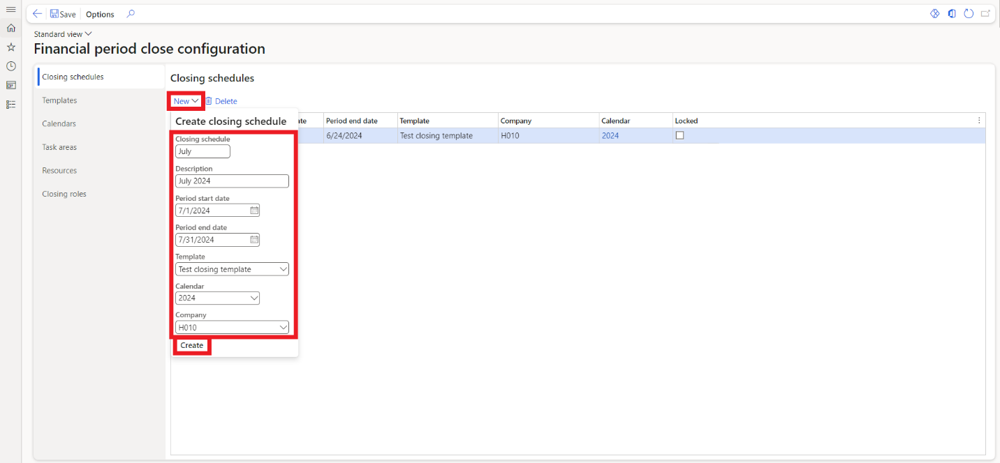 Save Options
Standard view
Financial period close configuration
Closing schedules
Templates
Calendars
Task areas
Resources
Closing roles
Closing schedules
New Delete
Period end date Template Company Calendar Locked
6/24/2024 Test closing template H010 2024
Create closing schedule
Closing schedule
July
Description
July 2024
Period start date
7/1/2024
Period end date
7/31/2024
Template
Test closing template
Calendar
2024
Company
H010
Create